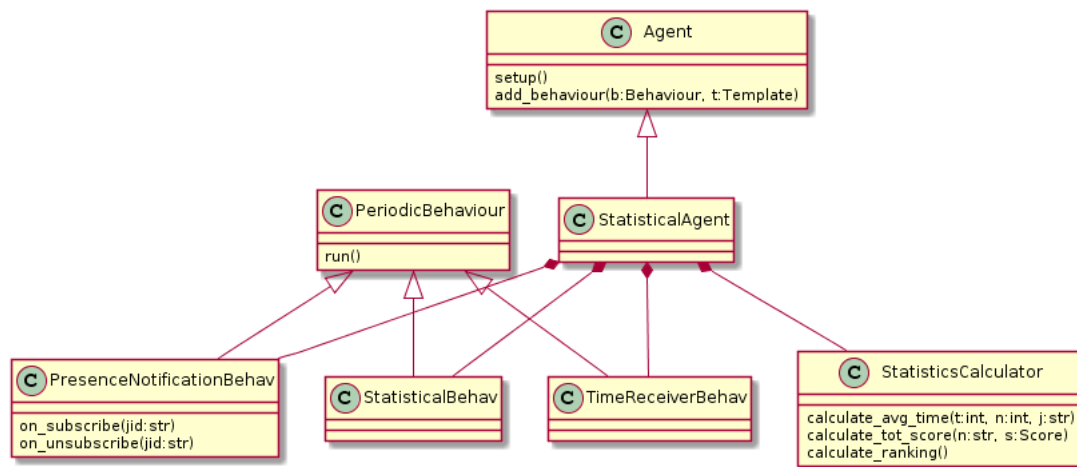 C Agent
setup()
add_behaviour(b:Behaviour, t:Template)
C PeriodicBehaviour
run()
C StatisticalAgent
C PresenceNotificationBehav
on_subscribe(jid:str)
on_unsubscribe(jid:str)
C StatisticalBehav
C TimeReceiverBehav
C StatisticsCalculator
calculate_avg_time(t:int, n:int, j:str)
calculate_tot_score(n:str, s:Score)
calculate_ranking()